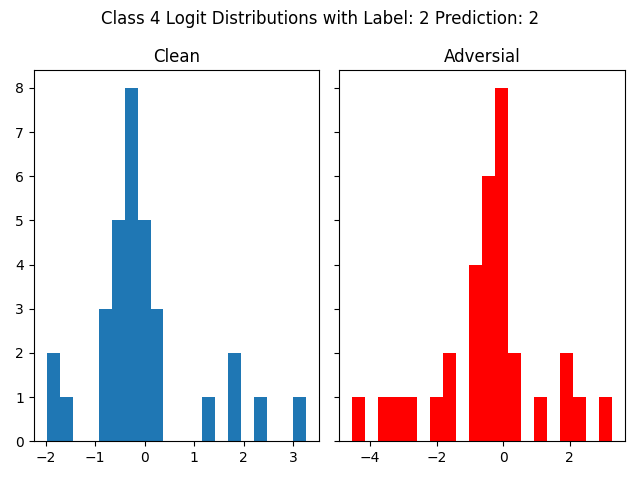 Class 4 Logit Distributions with Label: 2 Prediction: 2
Clean
Adversial
8
7
6
5
4
3
2
1
0
−2 −1 0 1 2 3
−4 −2 0 2